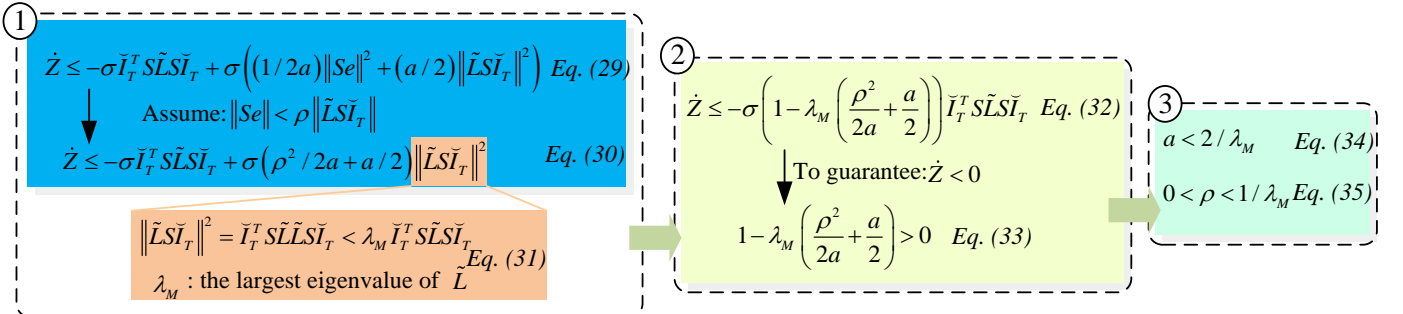 1
Ż ≤ −σĬ_T^T SL̃SĬ_T + σ((1/2a)‖Se‖² + (a/2)‖L̃SĬ_T‖²) Eq. (29)
Assume: ‖Se‖ < ρ‖L̃SĬ_T‖
Ż ≤ −σĬ_T^T SL̃SĬ_T + σ(ρ²/2a + a/2)‖L̃SĬ_T‖² Eq. (30)
‖L̃SĬ_T‖² = Ĭ_T^T SL̃L̃SĬ_T < λ_M Ĭ_T^T SL̃SĬ_T
Eq. (31)
λ_M : the largest eigenvalue of L̃
2
Ż ≤ −σ(1 − λ_M(ρ²/2a + a/2))Ĭ_T^T SL̃SĬ_T Eq. (32)
To guarantee: Ż < 0
1 − λ_M(ρ²/2a + a/2) > 0 Eq. (33)
3
a < 2 / λ_M Eq. (34)
0 < ρ < 1 / λ_M Eq. (35)